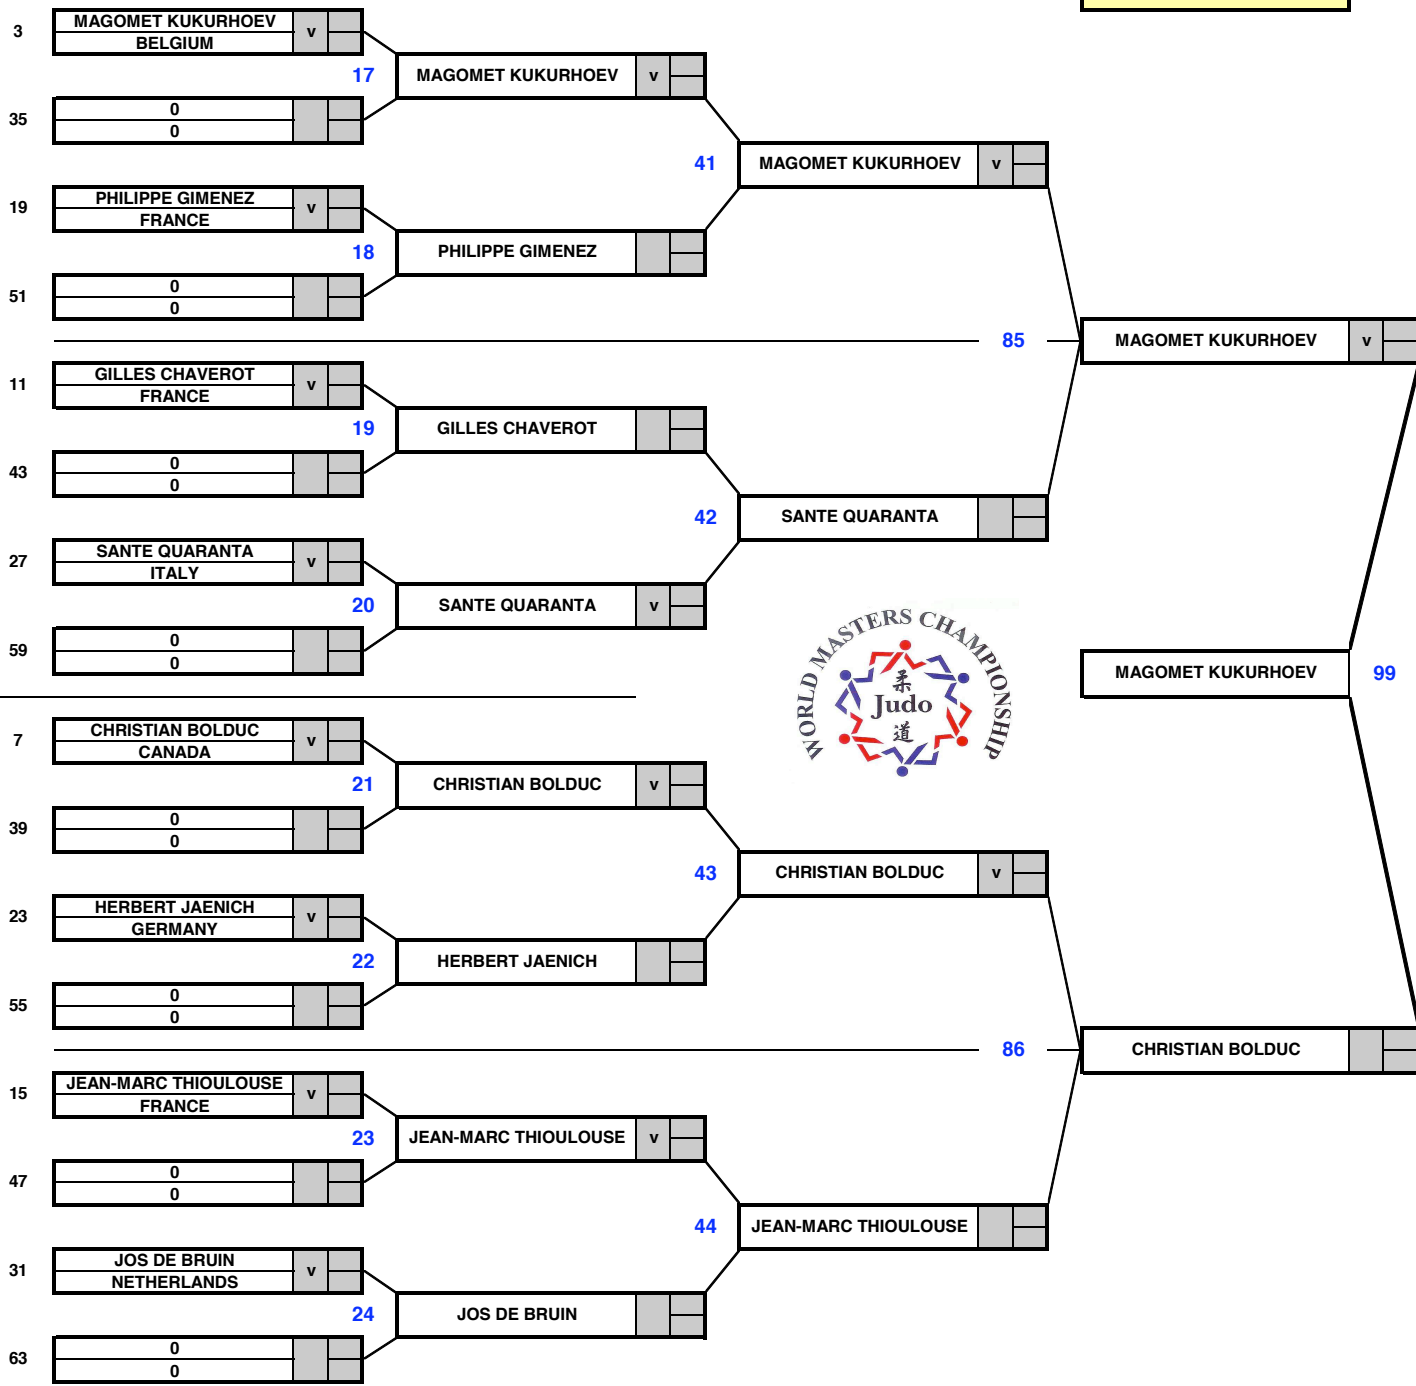 3
MAGOMET KUKURHOEV
BELGIUM
v
17
MAGOMET KUKURHOEV
v
35
0
0
41
MAGOMET KUKURHOEV
v
19
PHILIPPE GIMENEZ
FRANCE
v
18
PHILIPPE GIMENEZ
51
0
0
85
MAGOMET KUKURHOEV
v
11
GILLES CHAVEROT
FRANCE
v
19
GILLES CHAVEROT
43
0
0
42
SANTE QUARANTA
27
SANTE QUARANTA
ITALY
v
20
SANTE QUARANTA
v
59
0
0
WORLD MASTERS CHAMPIONSHIP
柔
Judo
道
MAGOMET KUKURHOEV
99
7
CHRISTIAN BOLDUC
CANADA
v
21
CHRISTIAN BOLDUC
v
39
0
0
43
CHRISTIAN BOLDUC
v
23
HERBERT JAENICH
GERMANY
v
22
HERBERT JAENICH
55
0
0
86
CHRISTIAN BOLDUC
15
JEAN-MARC THIOULOUSE
FRANCE
v
23
JEAN-MARC THIOULOUSE
v
47
0
0
44
JEAN-MARC THIOULOUSE
31
JOS DE BRUIN
NETHERLANDS
v
24
JOS DE BRUIN
63
0
0